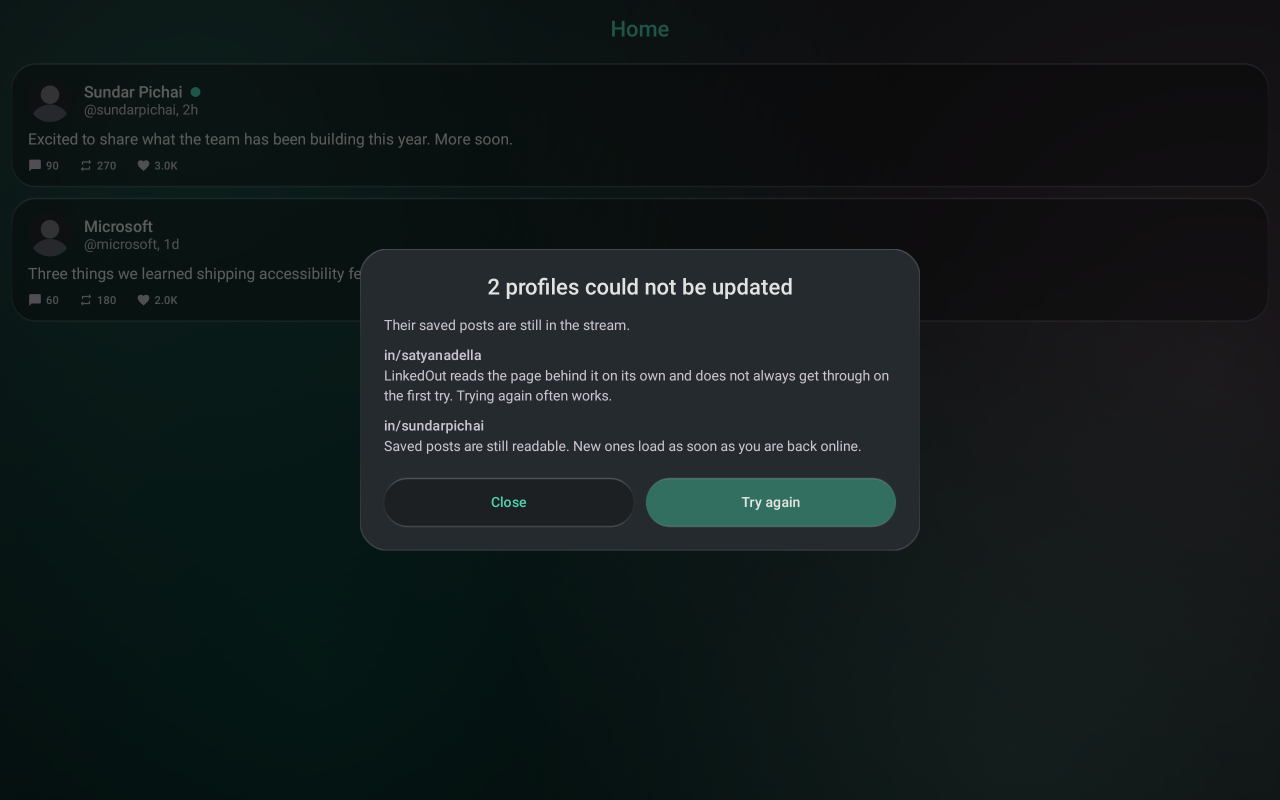 Home
Sundar Pichai
@sundarpichai, 2h
Excited to share what the team has been building this year. More soon.
90 270 3.0K
Microsoft
@microsoft, 1d
Three things we learned shipping accessibility
60 180 2.0K
2 profiles could not be updated
Their saved posts are still in the stream.
in/satyanadella
LinkedOut reads the page behind it on its own and does not always get through on
the first try. Trying again often works.
in/sundarpichai
Saved posts are still readable. New ones load as soon as you are back online.
Close Try again